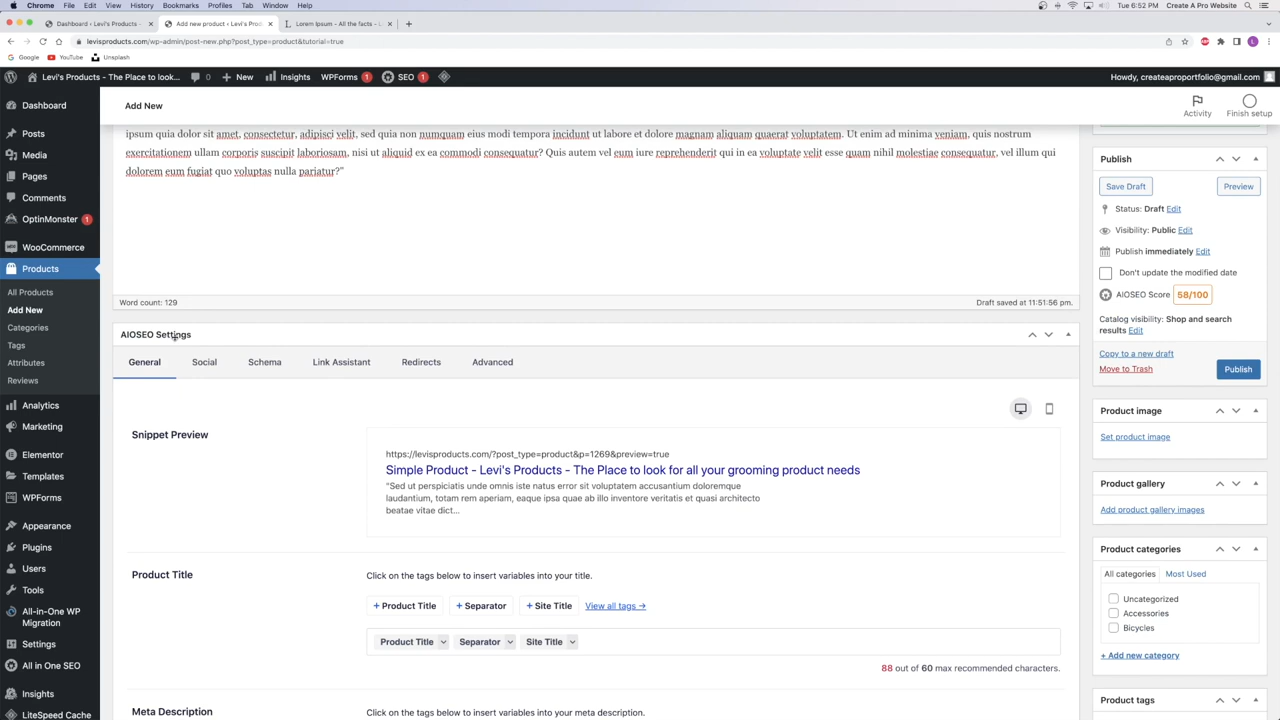 Chrome File Edit View History Bookmarks Profiles Tab Window Help
Tue 6:52 PM Create A Pro Website
Dashboard ‹ Levi's Products -
Add new product ‹ Levi's Prod
Lorem Ipsum - All the facts - L
levisproducts.com/wp-admin/post-new.php?post_type=product&tutorial=true
Google YouTube Unsplash
Levi's Products - The Place to look... 0 + New Insights WPForms 1 SEO 1
Howdy, createaproportfolio@gmail.com
Dashboard
Posts
Media
Pages
Comments
OptinMonster 1
WooCommerce
Products
All Products
Add New
Categories
Tags
Attributes
Reviews
Analytics
Marketing
Elementor
Templates
WPForms
Appearance
Plugins
Users
Tools
All-in-One WP
Migration
Settings
All in One SEO
Insights
LiteSpeed Cache
Add New
Activity
Finish setup
ipsum quia dolor sit amet, consectetur, adipisci velit, sed quia non numquam eius modi tempora incidunt ut labore et dolore magnam aliquam quaerat voluptatem. Ut enim ad minima veniam, quis nostrum
exercitationem ullam corporis suscipit laboriosam, nisi ut aliquid ex ea commodi consequatur? Quis autem vel eum iure reprehenderit qui in ea voluptate velit esse quam nihil molestiae consequatur, vel illum qui
dolorem eum fugiat quo voluptas nulla pariatur?"
Word count: 129
Draft saved at 11:51:56 pm.
AIOSEO Settings
General Social Schema Link Assistant Redirects Advanced
Snippet Preview
https://levisproducts.com/?post_type=product&p=1269&preview=true
Simple Product - Levi's Products - The Place to look for all your grooming product needs
"Sed ut perspiciatis unde omnis iste natus error sit voluptatem accusantium doloremque
laudantium, totam rem aperiam, eaque ipsa quae ab illo inventore veritatis et quasi architecto
beatae vitae dict...
Product Title
Click on the tags below to insert variables into your title.
+ Product Title + Separator + Site Title View all tags →
Product Title Separator Site Title
88 out of 60 max recommended characters.
Meta Description
Click on the tags below to insert variables into your meta description.
Publish
Save Draft
Preview
Status: Draft Edit
Visibility: Public Edit
Publish immediately Edit
Don't update the modified date
AIOSEO Score 58/100
Catalog visibility: Shop and search
results Edit
Copy to a new draft
Move to Trash
Publish
Product image
Set product image
Product gallery
Add product gallery images
Product categories
All categories Most Used
Uncategorized
Accessories
Bicycles
+ Add new category
Product tags